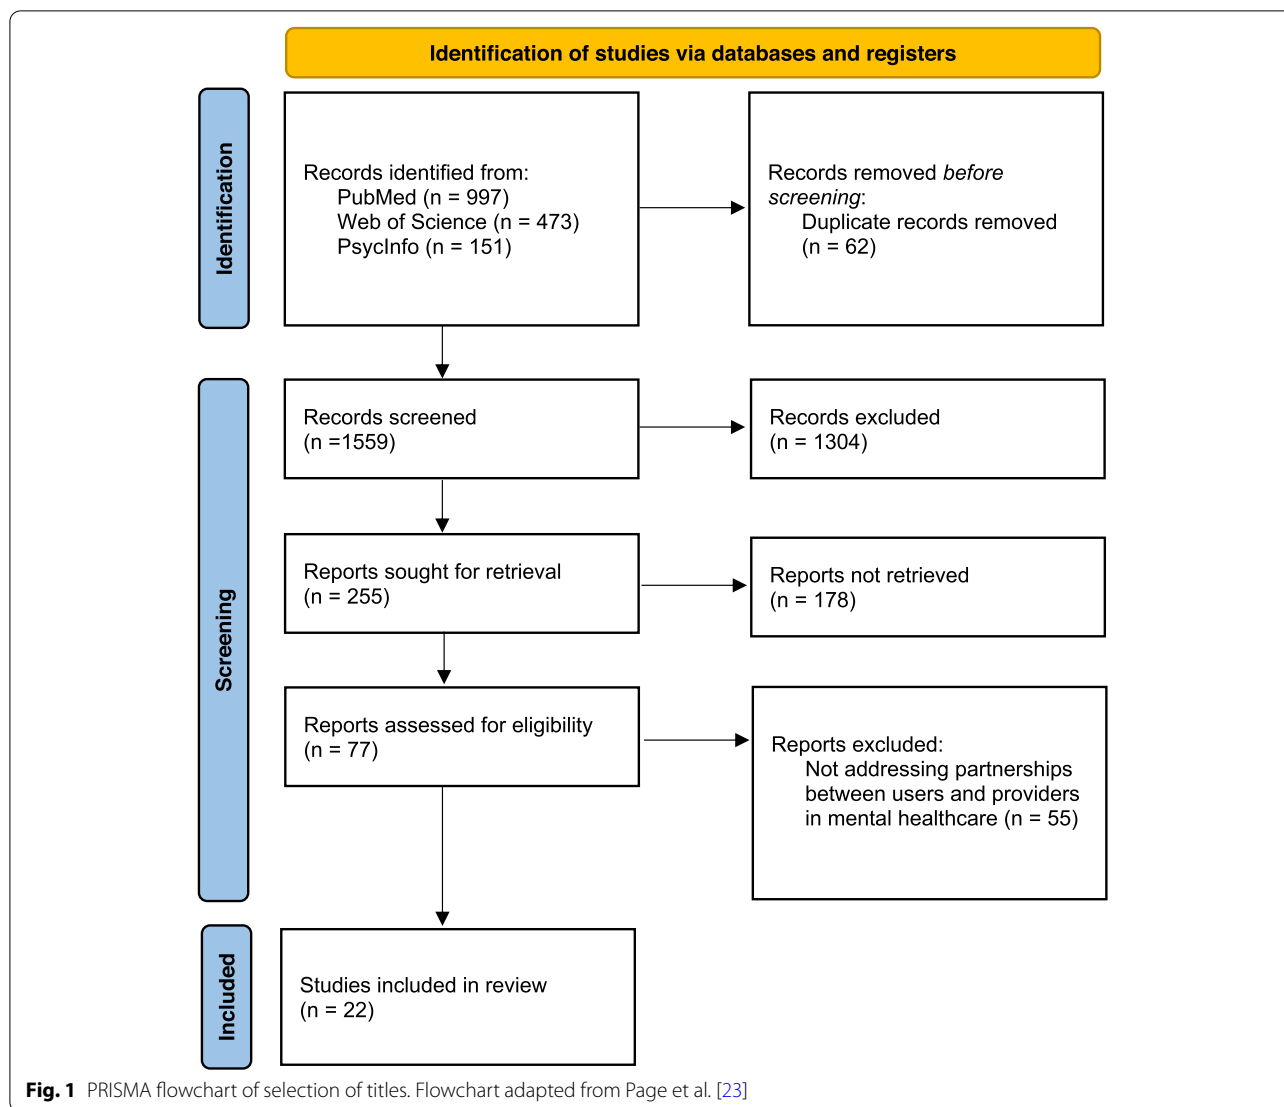 Identification of studies via databases and registers
Identification
Records identified from:
PubMed (n = 997)
Web of Science (n = 473)
PsycInfo (n = 151)
Records removed before
screening:
Duplicate records removed
(n = 62)
Screening
Records screened
(n =1559)
Records excluded
(n = 1304)
Reports sought for retrieval
(n = 255)
Reports not retrieved
(n = 178)
Reports assessed for eligibility
(n = 77)
Reports excluded:
Not addressing partnerships
between users and providers
in mental healthcare (n = 55)
Included
Studies included in review
(n = 22)
Fig. 1 PRISMA flowchart of selection of titles. Flowchart adapted from Page et al. [23]